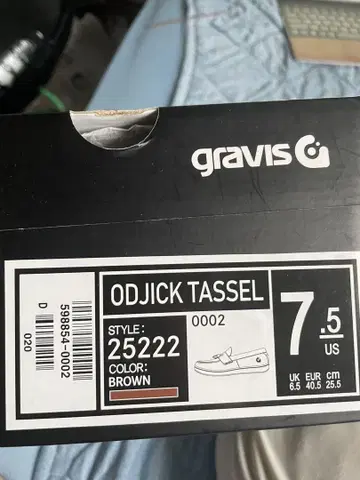 gravis
ODJICK TASSEL
STYLE:
25222
COLOR:
BROWN
0002
7.5
US
UK EUR cm
6.5 40.5 25.5
598854-0002
D
020